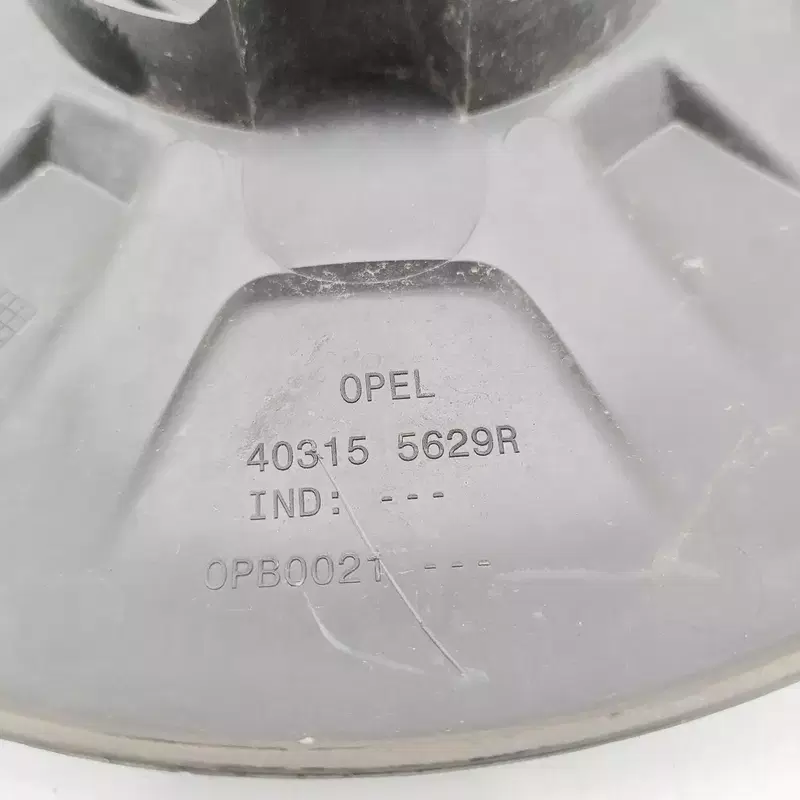 OPEL
40315 5629R
IND: ---
OPB0021 ---